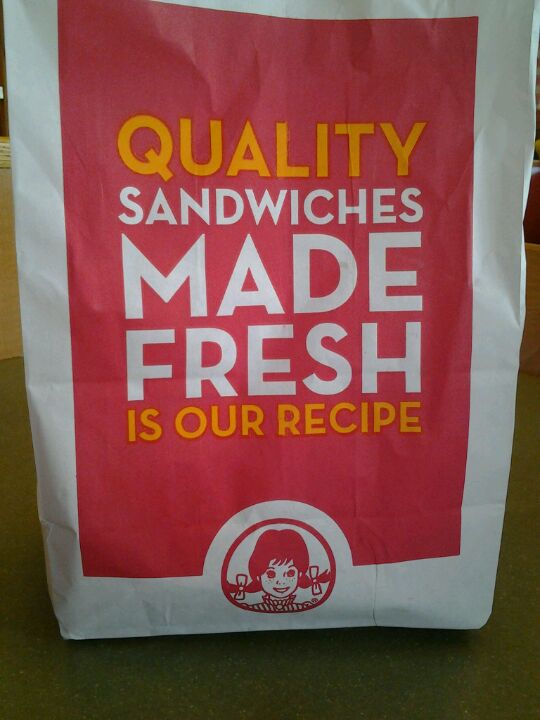 QUALITY
SANDWICHES
MADE
FRESH
IS OUR RECIPE